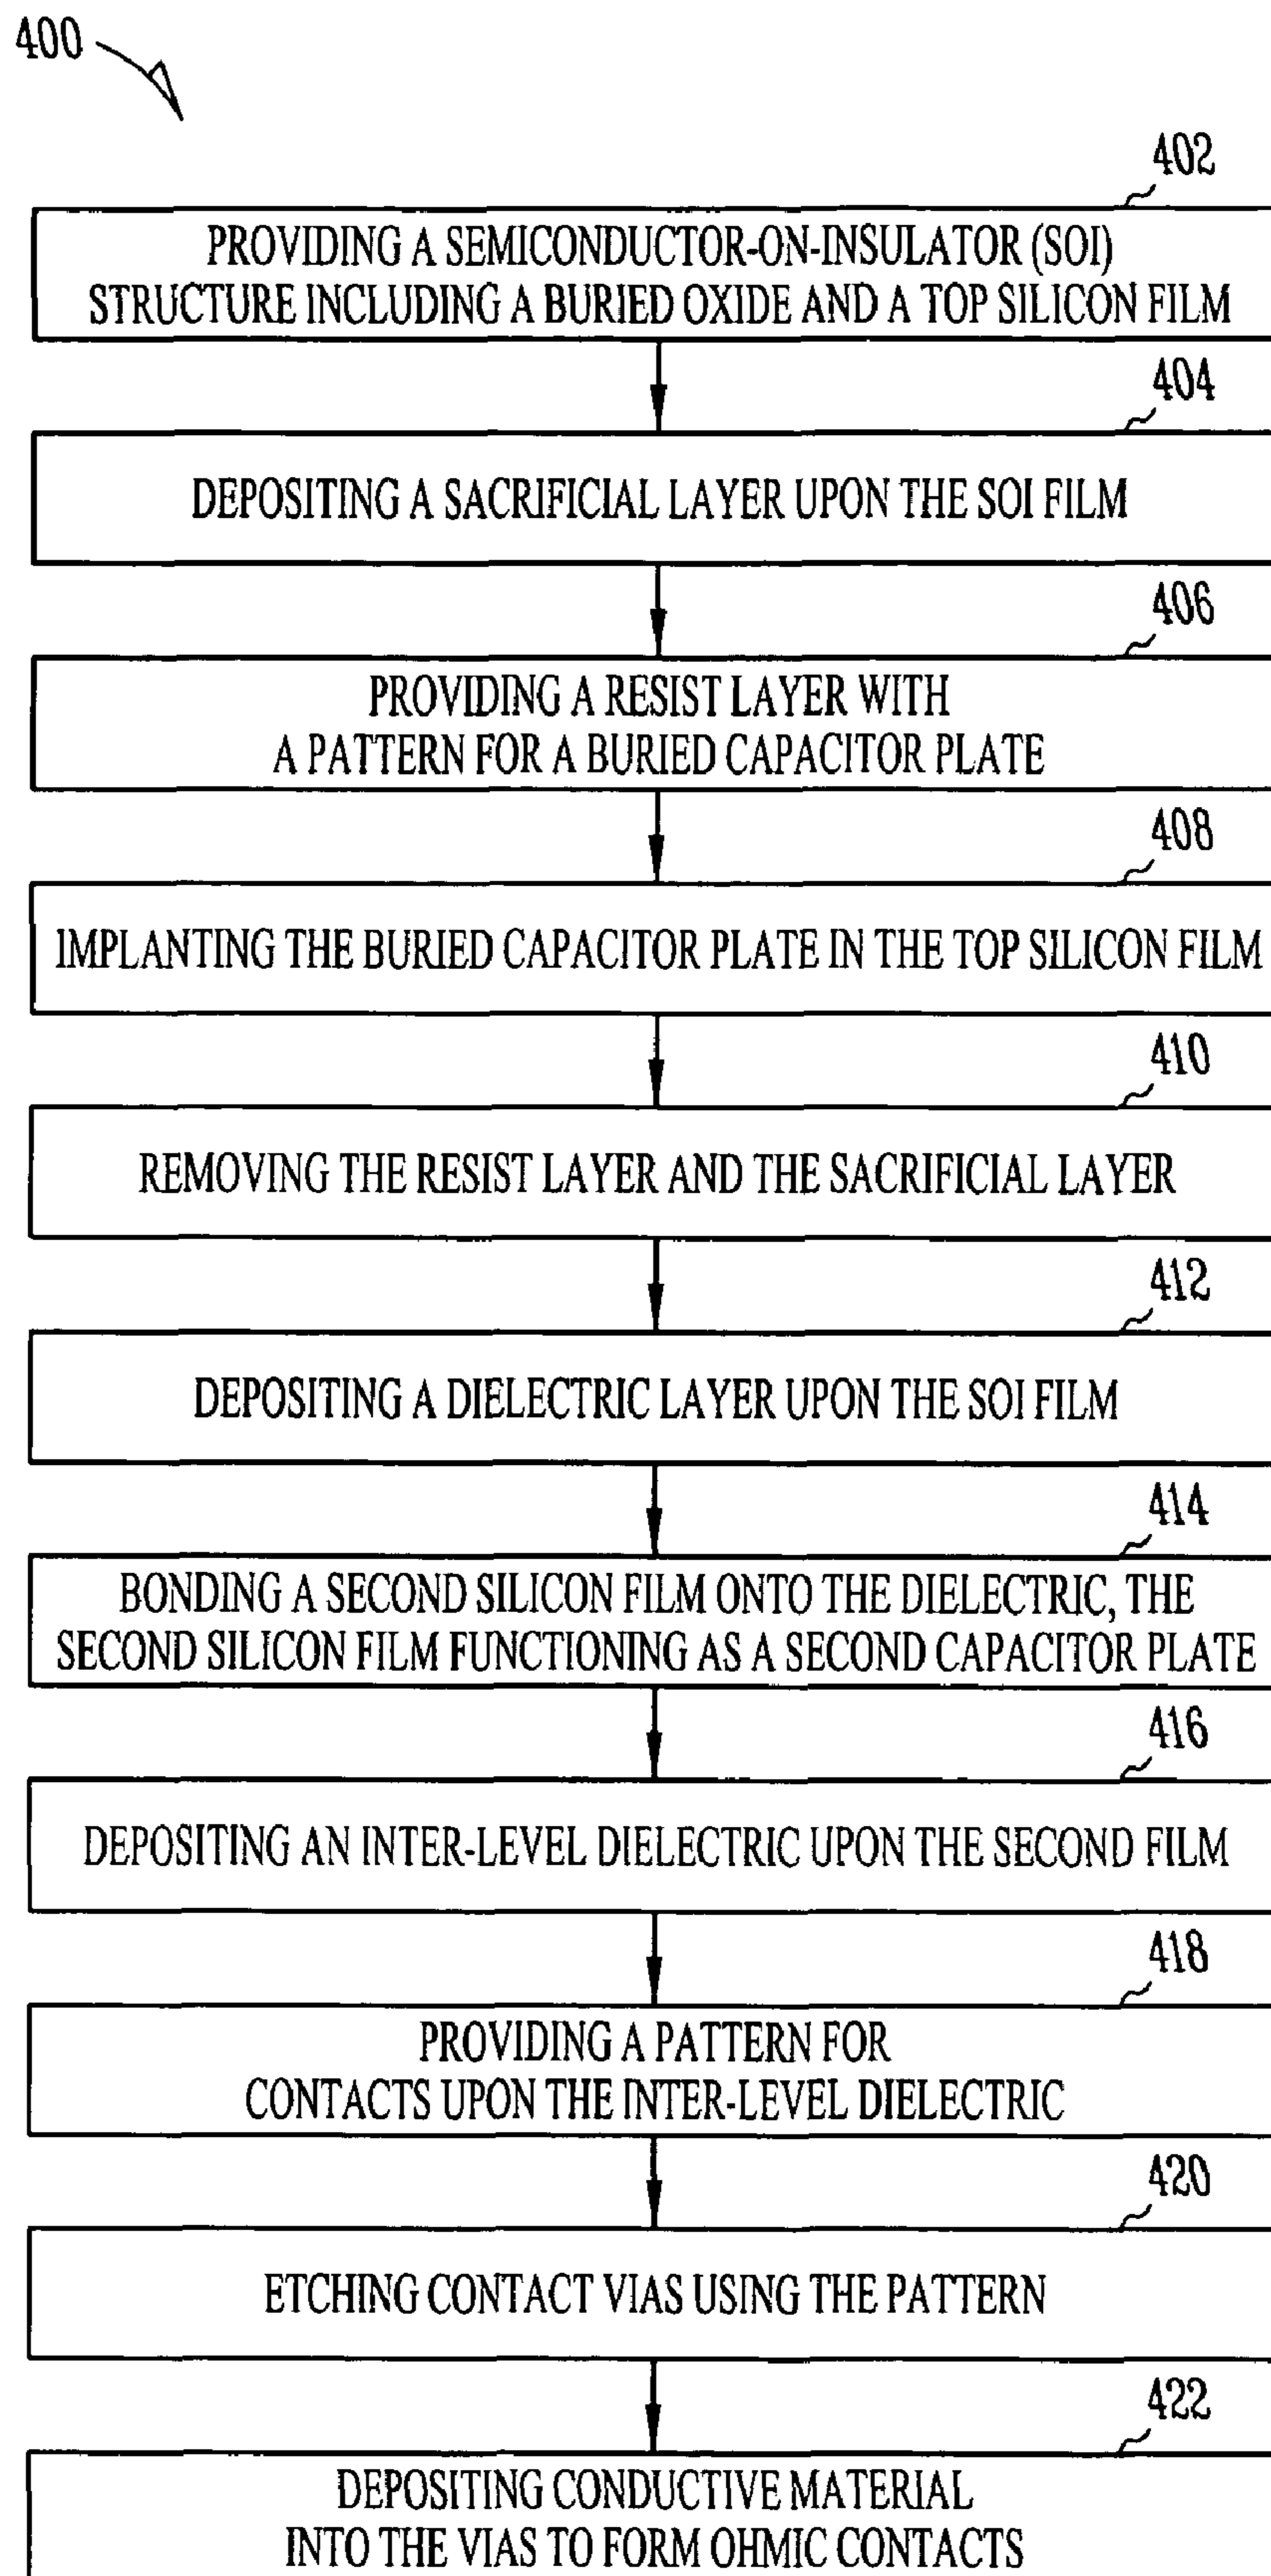 400
402
PROVIDING A SEMICONDUCTOR-ON-INSULATOR (SOI)
STRUCTURE INCLUDING A BURIED OXIDE AND A TOP SILICON FILM
404
DEPOSITING A SACRIFICIAL LAYER UPON THE SOI FILM
406
PROVIDING A RESIST LAYER WITH
A PATTERN FOR A BURIED CAPACITOR PLATE
408
IMPLANTING THE BURIED CAPACITOR PLATE IN THE TOP SILICON FILM
410
REMOVING THE RESIST LAYER AND THE SACRIFICIAL LAYER
412
DEPOSITING A DIELECTRIC LAYER UPON THE SOI FILM
414
BONDING A SECOND SILICON FILM ONTO THE DIELECTRIC, THE
SECOND SILICON FILM FUNCTIONING AS A SECOND CAPACITOR PLATE
416
DEPOSITING AN INTER-LEVEL DIELECTRIC UPON THE SECOND FILM
418
PROVIDING A PATTERN FOR
CONTACTS UPON THE INTER-LEVEL DIELECTRIC
420
ETCHING CONTACT VIAS USING THE PATTERN
422
DEPOSITING CONDUCTIVE MATERIAL
INTO THE VIAS TO FORM OHMIC CONTACTS